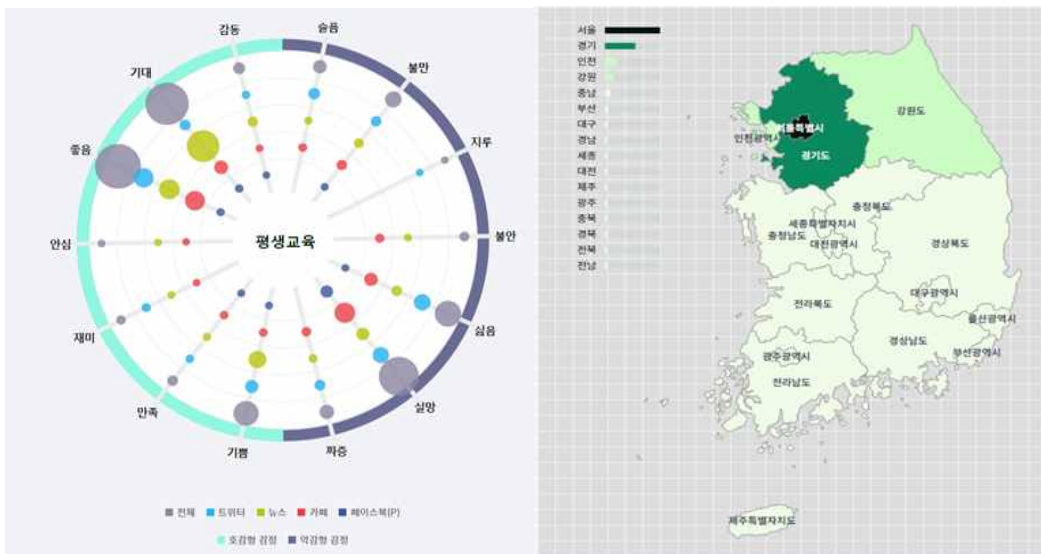 감동
슬픔
기대
불만
좋음
지루
안심
평생교육
불안
재미
싫음
만족
실망
기쁨
짜증
전체 트위터 뉴스 카페 페이스북(P)
호감형 감정 악감형 감정
서울
경기
인천
강원
충남
부산
대구
경남
세종
대전
제주
광주
충북
경북
전북
전남
강원도
서울특별시
인천광역시
경기도
충청북도
세종특별자치시
충청남도
대전광역시
경상북도
대구광역시
전라북도
울산광역시
경상남도
부산광역시
광주광역시
전라남도
제주특별자치도